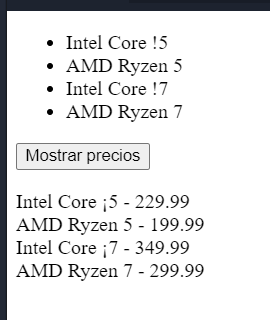 Intel Core !5
AMD Ryzen 5
Intel Core !7
AMD Ryzen 7
Mostrar precios
Intel Core ¡5 - 229.99
AMD Ryzen 5 - 199.99
Intel Core ¡7 - 349.99
AMD Ryzen 7 - 299.99